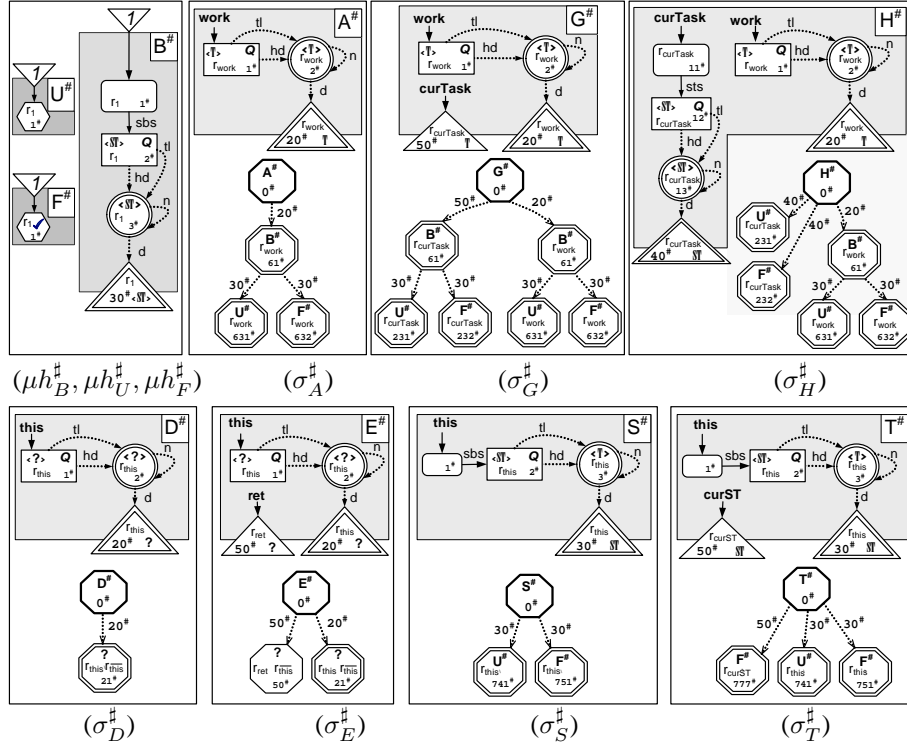 1
B#
r1
1#
sbs
<ST> Q
r1 2#
tl
hd
<ST>
r1
3#
n
d
r1
30# <ST>
1
U#
r1
1#
1
F#
r1
1#
(μh♯B, μh♯U, μh♯F)
work
A#
tl
<T> Q
rwork 1#
hd
<T>
rwork
2#
n
d
rwork
20# T
A#
0#
20#
B#
rwork
61#
30# 30#
U#
rwork
631#
F#
rwork
632#
(σ♯A)
work
G#
tl
<T> Q
rwork 1#
hd
<T>
rwork
2#
n
d
curTask
rcurTask
50# T
rwork
20# T
G#
0#
50# 20#
B#
rcurTask
61#
B#
rwork
61#
30# 30# 30# 30#
U#
rcurTask
231#
F#
rcurTask
232#
U#
rwork
631#
F#
rwork
632#
(σ♯G)
curTask
work
H#
rcurTask
11#
sts
<ST> Q
rcurTask 12#
tl
hd
<ST>
rcurTask
13#
n
d
rcurTask
40# ST
tl
<T> Q
rwork 1#
hd
<T>
rwork
2#
n
d
rwork
20# T
H#
0#
40# 40# 20#
U#
rcurTask
231#
F#
rcurTask
232#
B#
rwork
61#
30# 30#
U#
rwork
631#
F#
rwork
632#
(σ♯H)
this
D#
tl
<?> Q
rthis 1#
hd
<?>
rthis
2#
n
d
rthis
20# ?
D#
0#
20#
?
rthis rthis
21#
(σ♯D)
this
E#
tl
<?> Q
rthis 1#
hd
<?>
rthis
2#
n
d
ret
rret
50# ?
rthis
20# ?
E#
0#
50# 20#
?
rret rthis
50#
?
rthis rthis
21#
(σ♯E)
this
S#
1#
sbs
<ST> Q
rthis 2#
tl
hd
<T>
rthis
3#
n
d
rthis
30# ST
S#
0#
30# 30#
U#
rthis
741#
F#
rthis
751#
(σ♯S)
this
T#
1#
sbs
<ST> Q
rthis 2#
tl
hd
<T>
rthis
3#
n
d
curST
rcurST
50# ST
rthis
30# ST
T#
0#
50# 30# 30#
F#
rcurST
777#
U#
rthis
741#
F#
rthis
751#
(σ♯T)